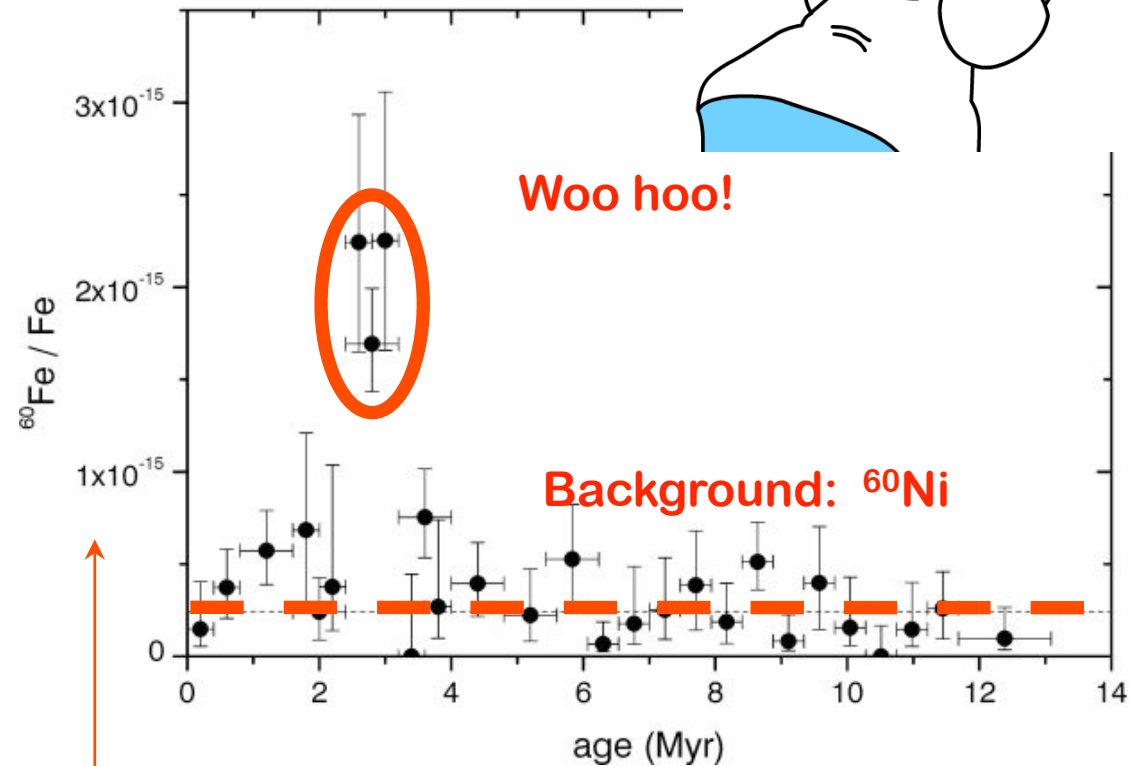 3x10⁻¹⁵
Woo hoo!
2x10⁻¹⁵
⁶⁰Fe / Fe
1x10⁻¹⁵
Background: ⁶⁰Ni
0
0 2 4 6 8 10 12 14
age (Myr)